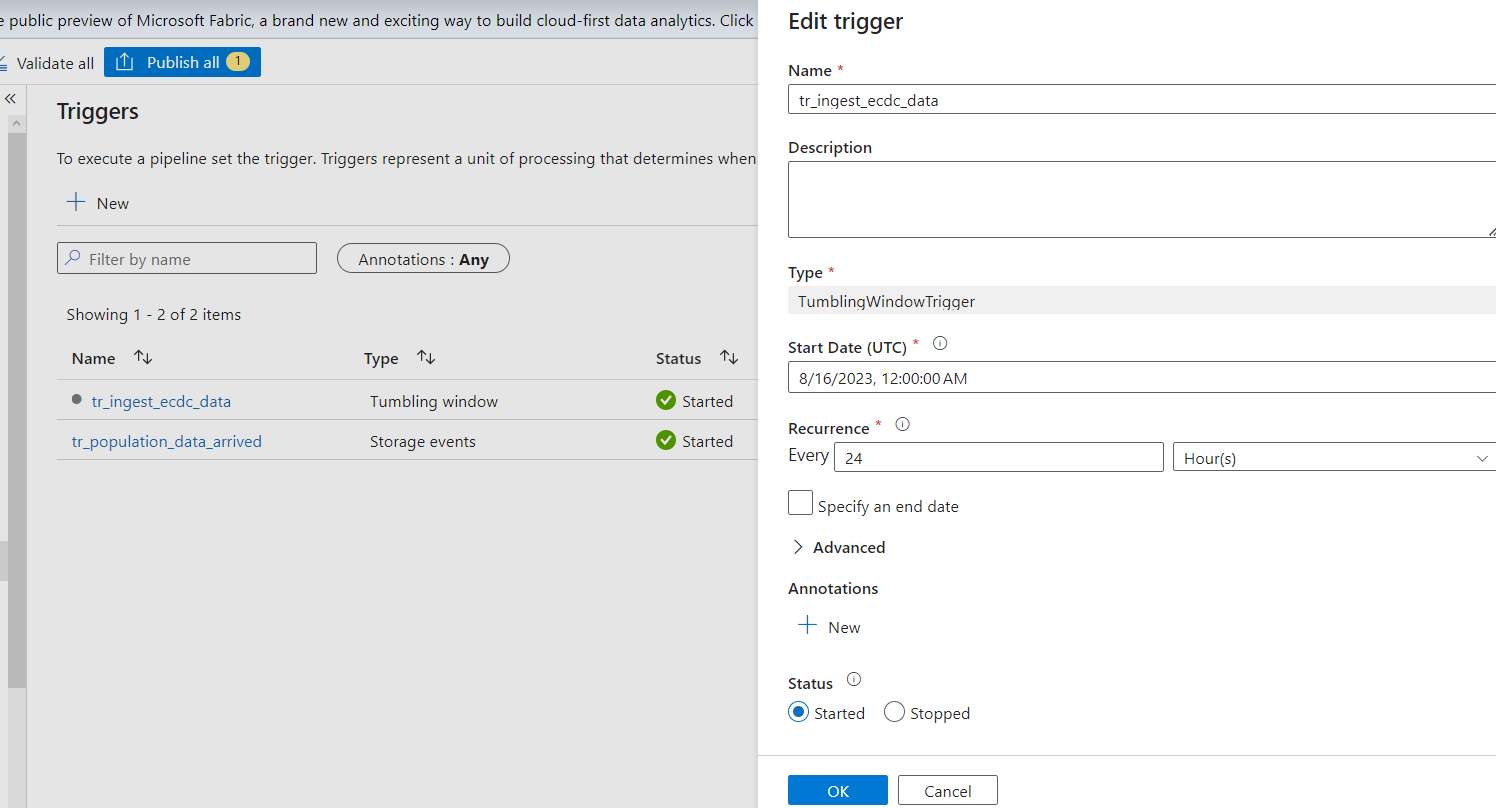 e public preview of Microsoft Fabric, a brand new and exciting way to build cloud-first data analytics. Click
Validate all
Publish all 1
Triggers
To execute a pipeline set the trigger. Triggers represent a unit of processing that determines when
New
Filter by name
Annotations : Any
Showing 1 - 2 of 2 items
Name Type Status
tr_ingest_ecdc_data Tumbling window Started
tr_population_data_arrived Storage events Started
Edit trigger
Name *
tr_ingest_ecdc_data
Description
Type *
TumblingWindowTrigger
Start Date (UTC) *
8/16/2023, 12:00:00 AM
Recurrence *
Every 24 Hour(s)
Specify an end date
Advanced
Annotations
New
Status
Started Stopped
OK Cancel